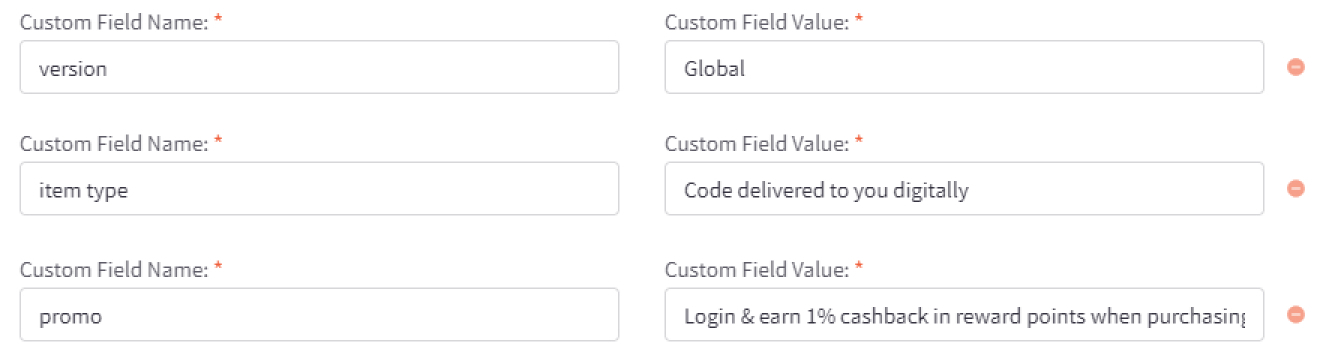 Custom Field Name: *
Custom Field Value: *
version
Global
Custom Field Name: *
Custom Field Value: *
item type
Code delivered to you digitally
Custom Field Name: *
Custom Field Value: *
promo
Login & earn 1% cashback in reward points when purchasing